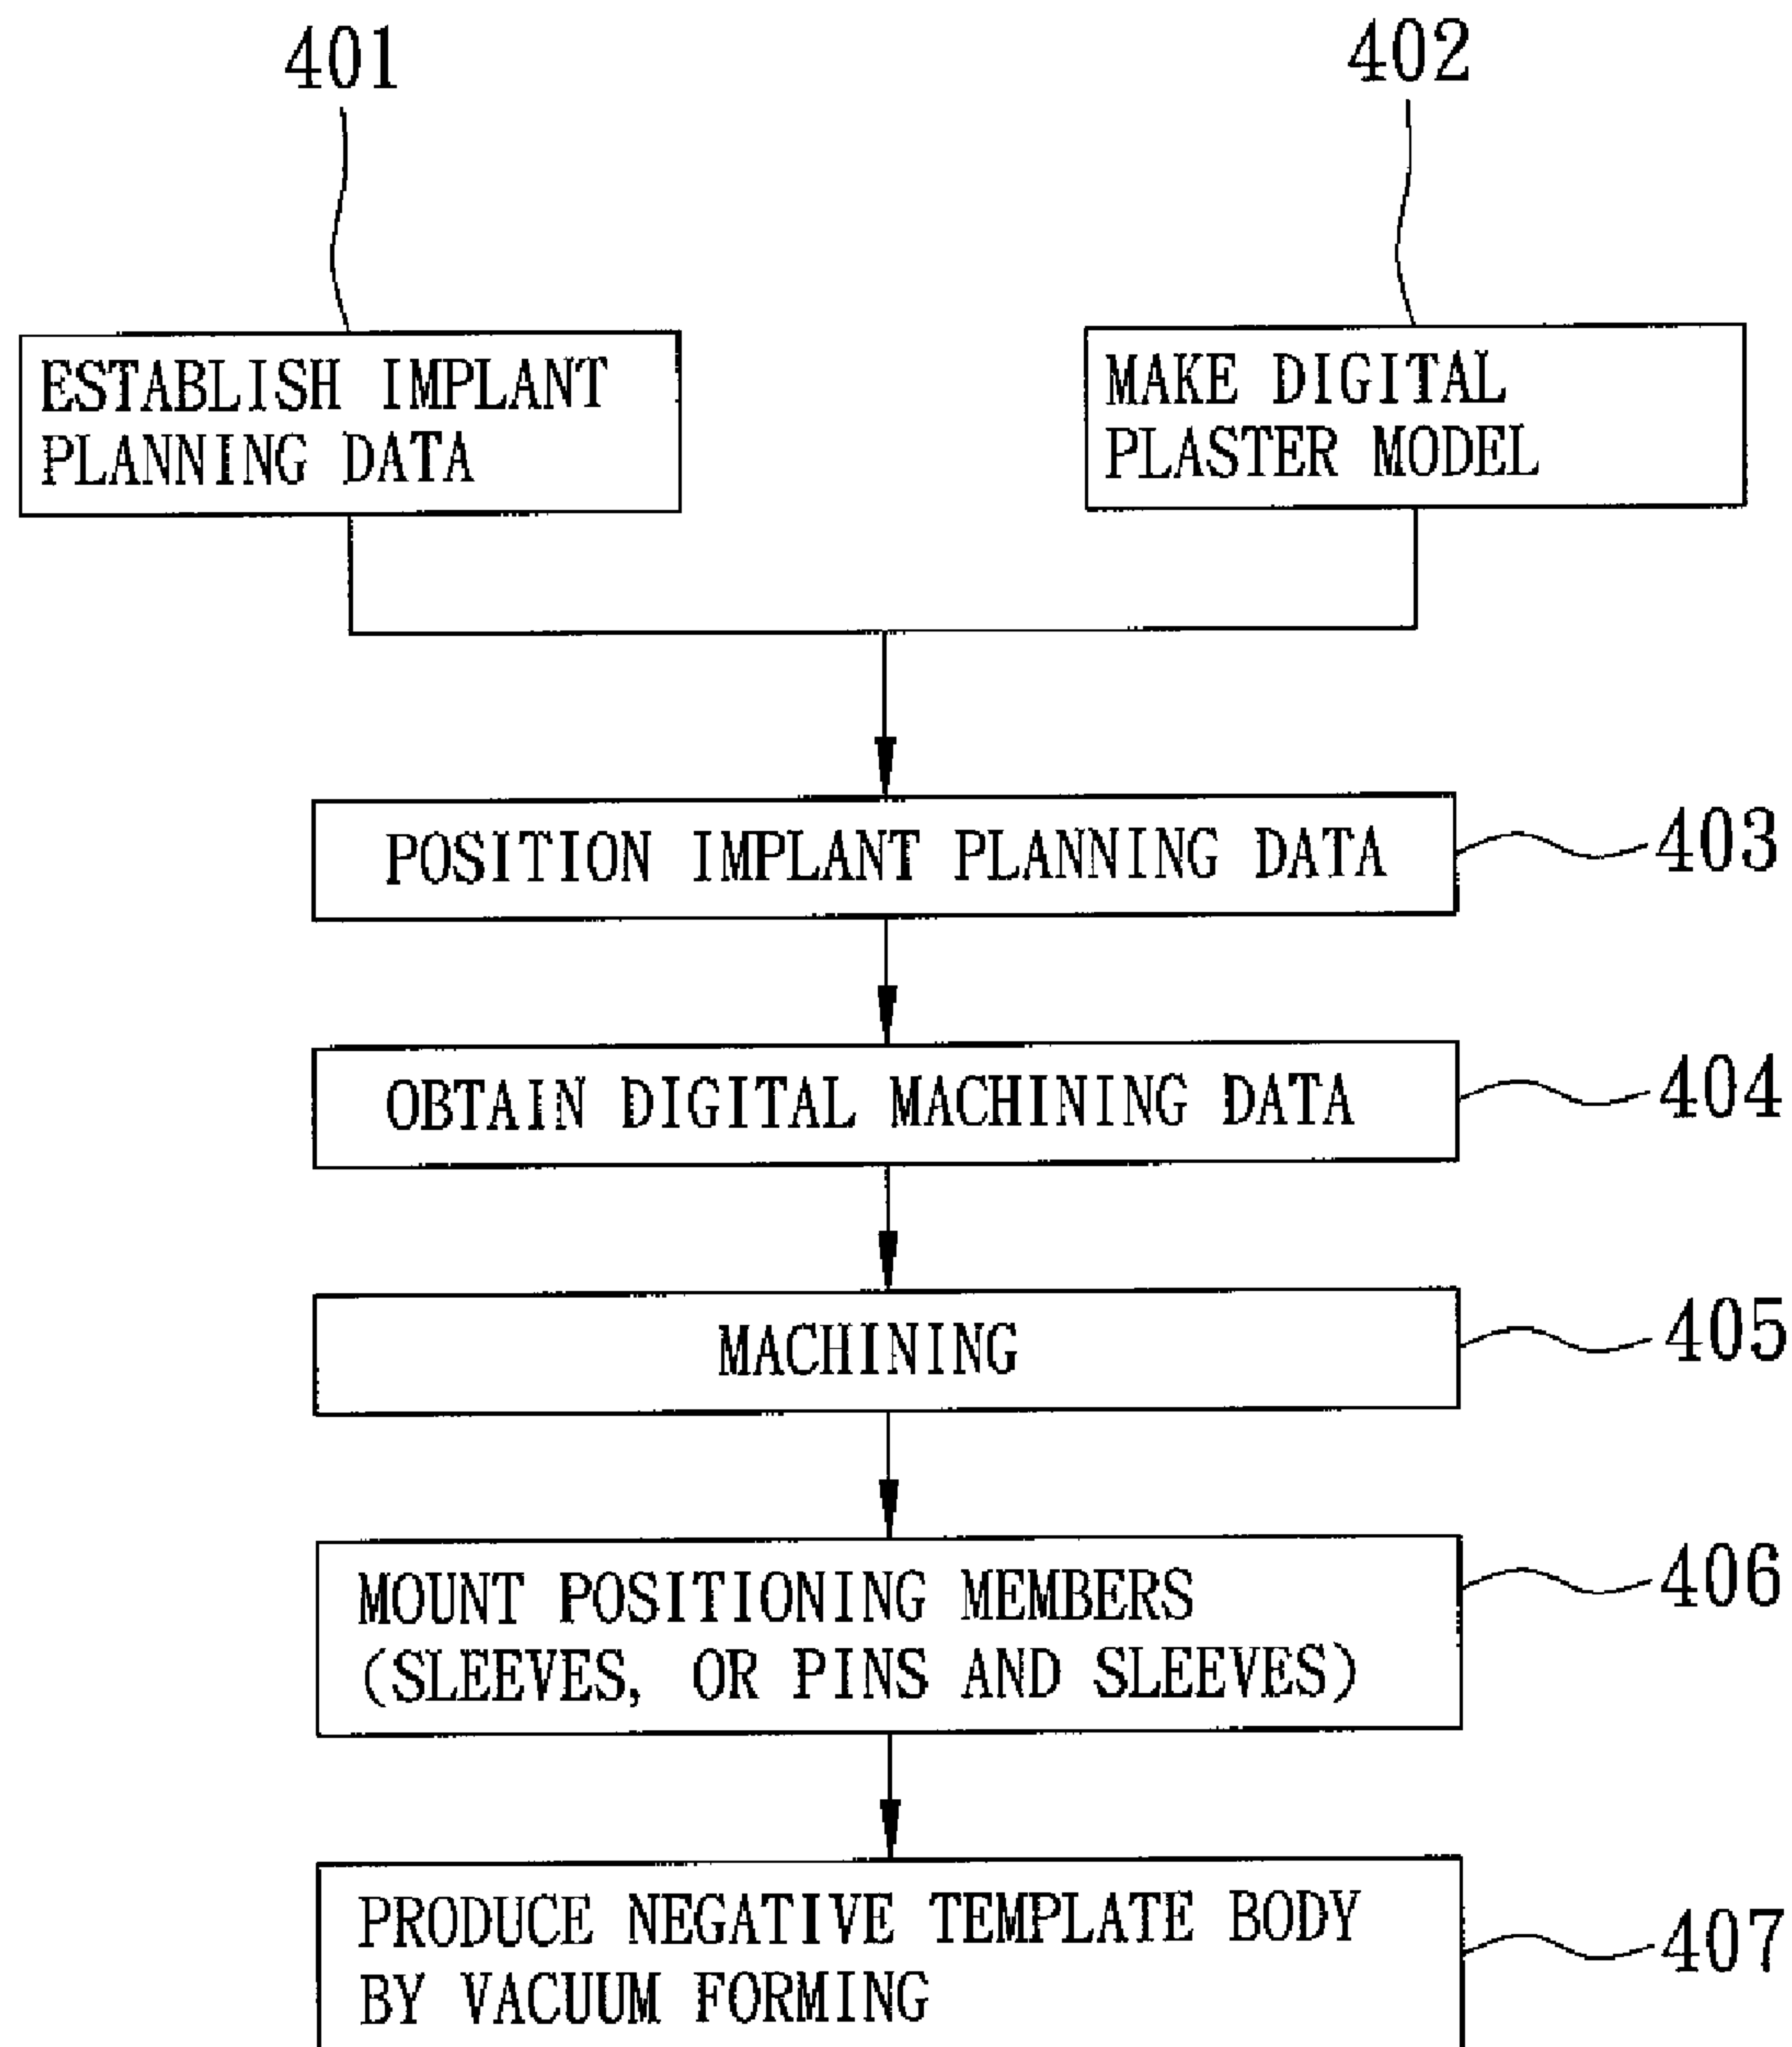 401
402
ESTABLISH IMPLANT
PLANNING DATA
MAKE DIGITAL
PLASTER MODEL
POSITION IMPLANT PLANNING DATA
403
OBTAIN DIGITAL MACHINING DATA
404
MACHINING
405
MOUNT POSITIONING MEMBERS
(SLEEVES, OR PINS AND SLEEVES)
406
PRODUCE NEGATIVE TEMPLATE BODY
BY VACUUM FORMING
407